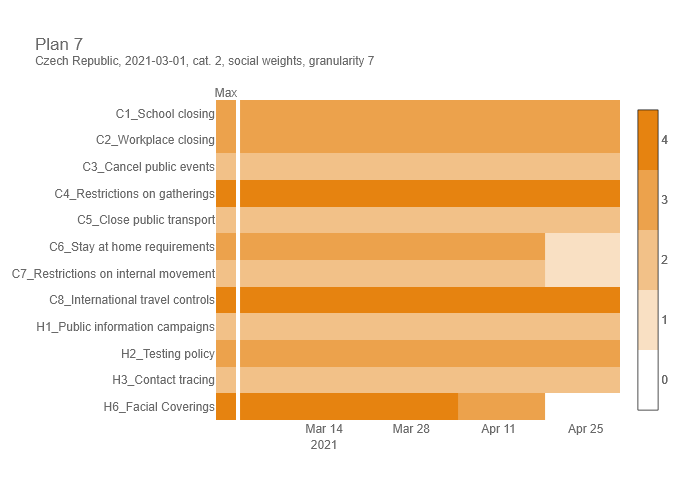 Plan 7
Czech Republic, 2021-03-01, cat. 2, social weights, granularity 7
Max
C1_School closing
C2_Workplace closing
C3_Cancel public events
C4_Restrictions on gatherings
C5_Close public transport
C6_Stay at home requirements
C7_Restrictions on internal movement
C8_International travel controls
H1_Public information campaigns
H2_Testing policy
H3_Contact tracing
H6_Facial Coverings
Mar 14
2021
Mar 28
Apr 11
Apr 25
4
3
2
1
0